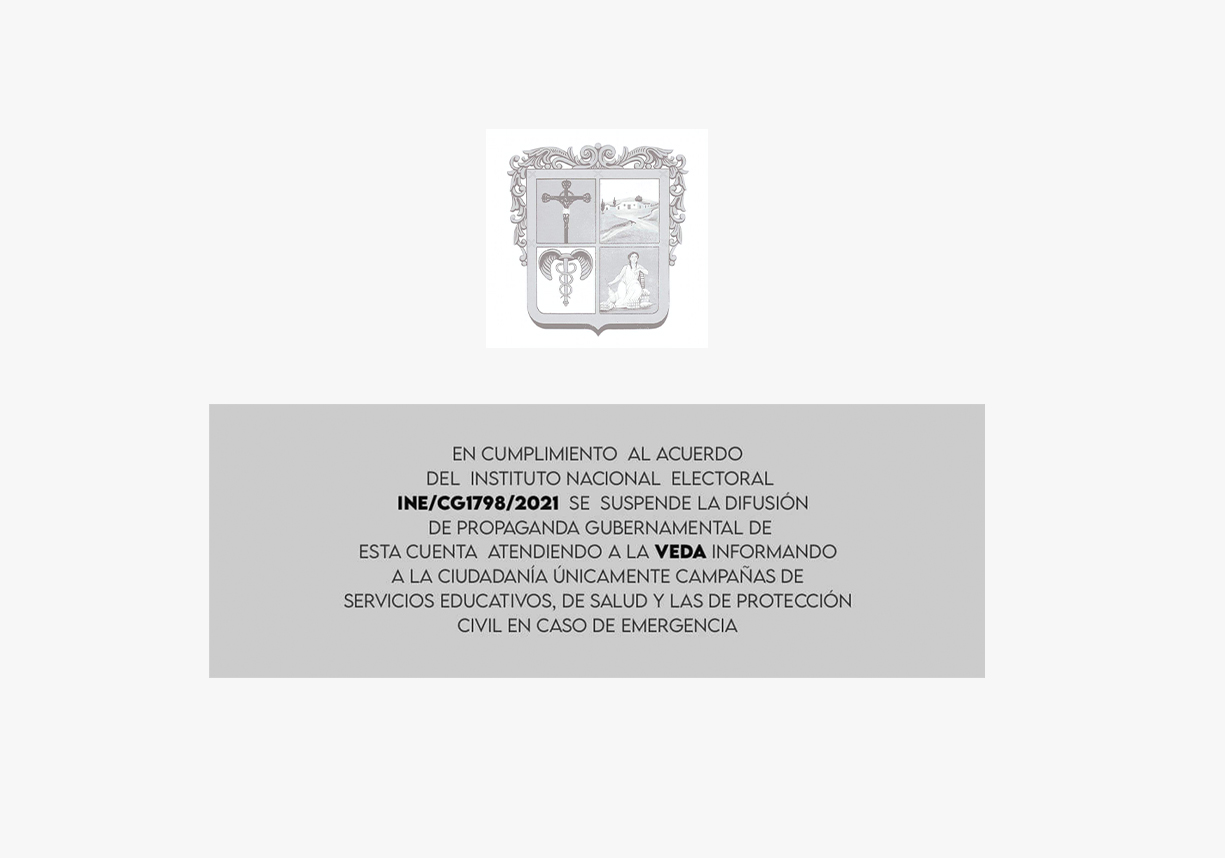 EN CUMPLIMIENTO AL ACUERDO
DEL INSTITUTO NACIONAL ELECTORAL
INE/CG1798/2021 SE SUSPENDE LA DIFUSIÓN
DE PROPAGANDA GUBERNAMENTAL DE
ESTA CUENTA ATENDIENDO A LA VEDA INFORMANDO
A LA CIUDADANÍA ÚNICAMENTE CAMPAÑAS DE
SERVICIOS EDUCATIVOS, DE SALUD Y LAS DE PROTECCIÓN
CIVIL EN CASO DE EMERGENCIA